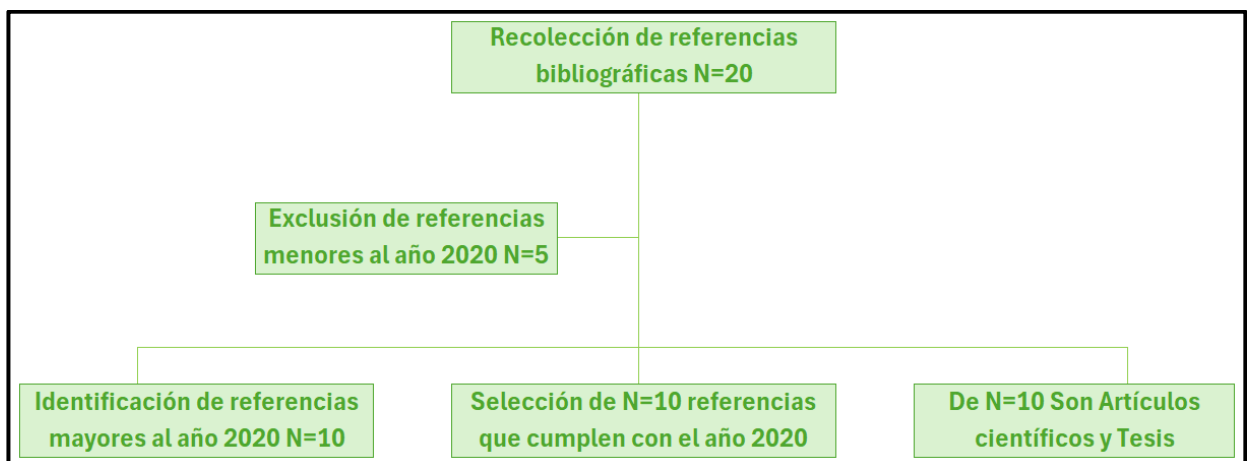 Recolección de referencias
bibliográficas N=20
Exclusión de referencias
menores al año 2020 N=5
Identificación de referencias
mayores al año 2020 N=10
Selección de N=10 referencias
que cumplen con el año 2020
De N=10 Son Artículos
científicos y Tesis